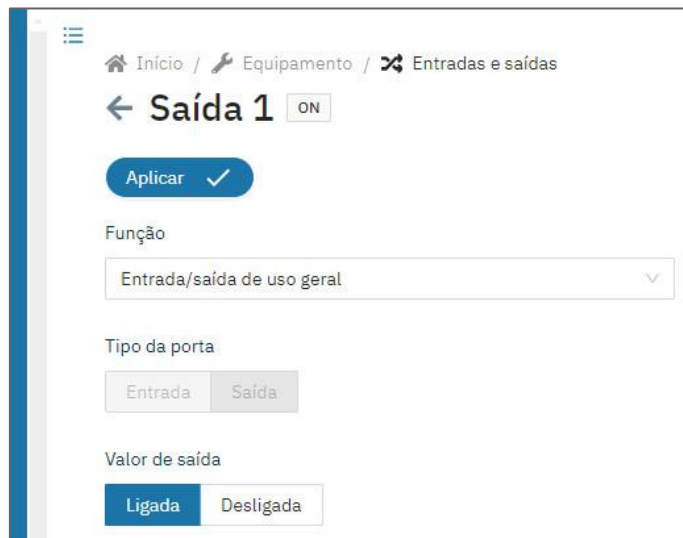 Início / Equipamento / Entradas e saídas
Saída 1 ON
Aplicar
Função
Entrada/saída de uso geral
Tipo da porta
Entrada Saída
Valor de saída
Ligada Desligada